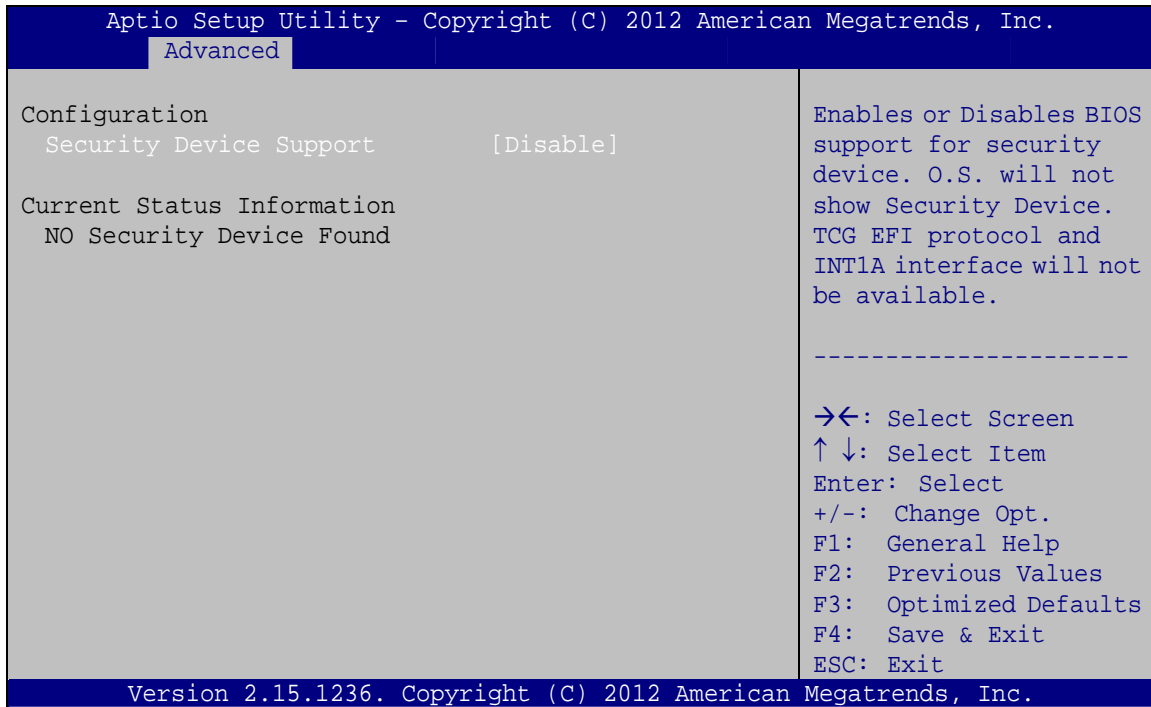 Aptio Setup Utility – Copyright (C) 2012 American Megatrends, Inc.
Advanced
Configuration
Security Device Support [Disable]
Current Status Information
NO Security Device Found
Enables or Disables BIOS
support for security
device. O.S. will not
show Security Device.
TCG EFI protocol and
INT1A interface will not
be available.
----------------------
→←: Select Screen
↑ ↓: Select Item
Enter: Select
+/-: Change Opt.
F1: General Help
F2: Previous Values
F3: Optimized Defaults
F4: Save & Exit
ESC: Exit
Version 2.15.1236. Copyright (C) 2012 American Megatrends, Inc.